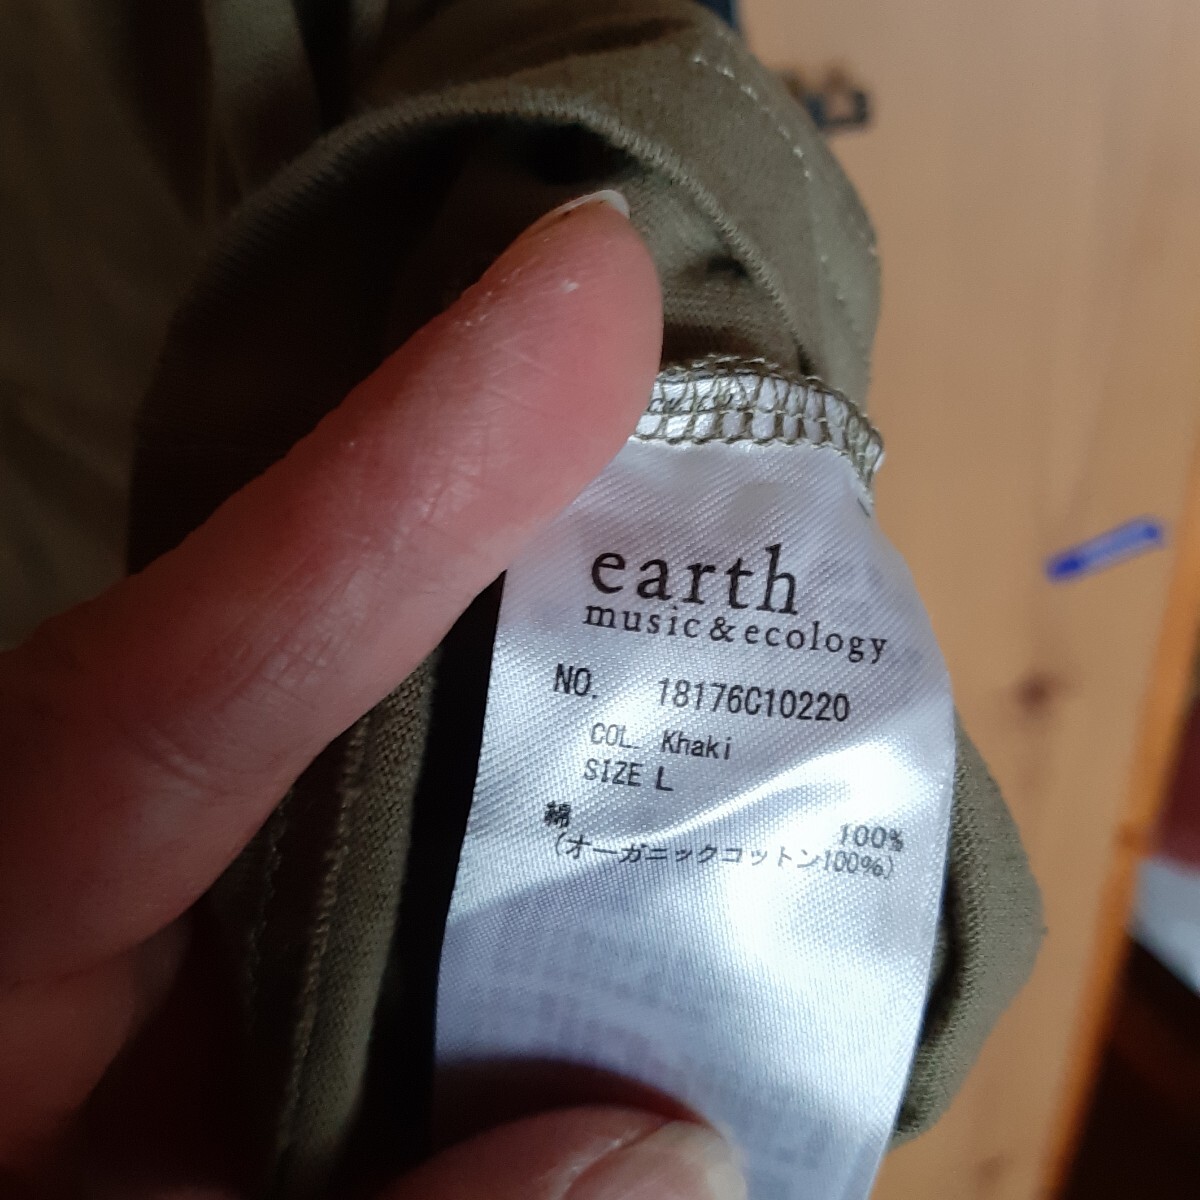 earth
music & ecology
NO. 18176C10220
COL. Khaki
SIZE L
綿 100%
(オーガニックコットン100%)